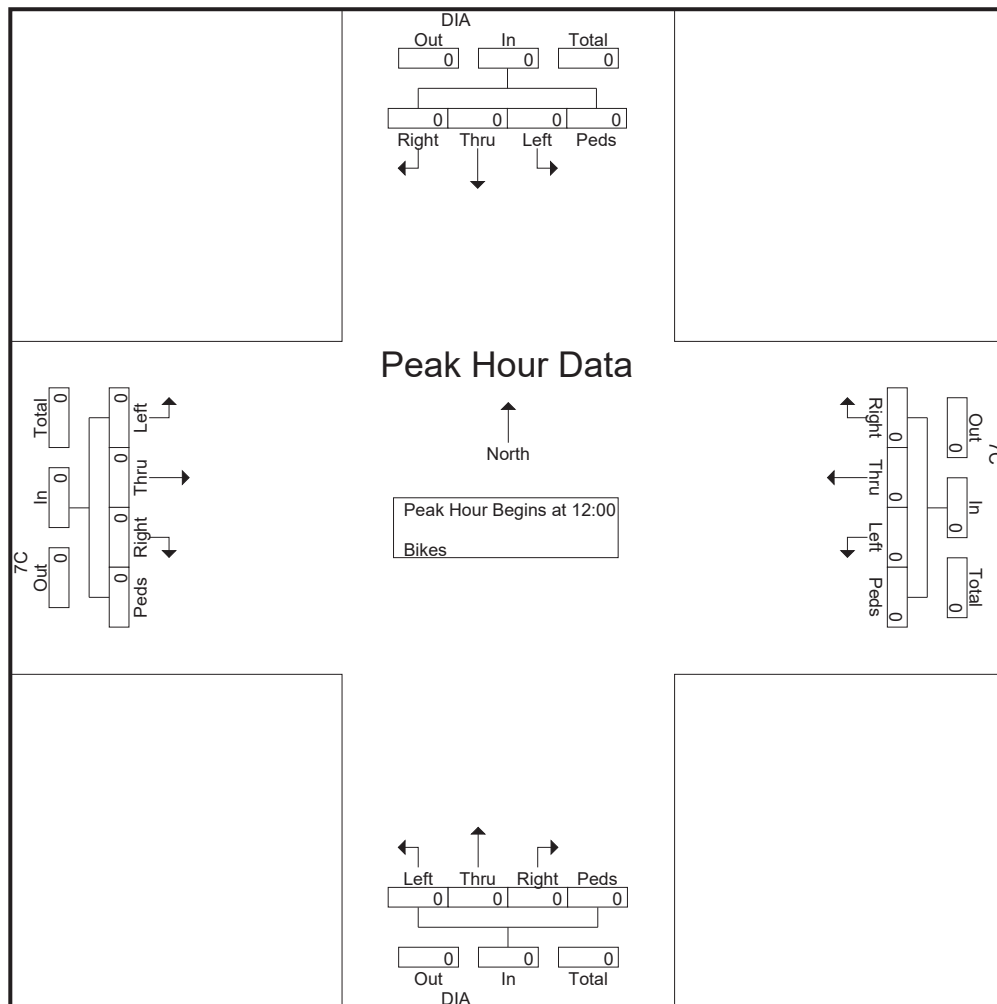 DIA
Out In Total
0 0 0
0 0 0 0
Right Thru Left Peds
Peak Hour Data
North
Peak Hour Begins at 12:00
Bikes
7C
Out In Total
0 0 0
Left Thru Right Peds
0 0 0 0
7C
Out In Total
0 0 0
Right Thru Left Peds
0 0 0 0
Left Thru Right Peds
0 0 0 0
0 0 0
Out In Total
DIA